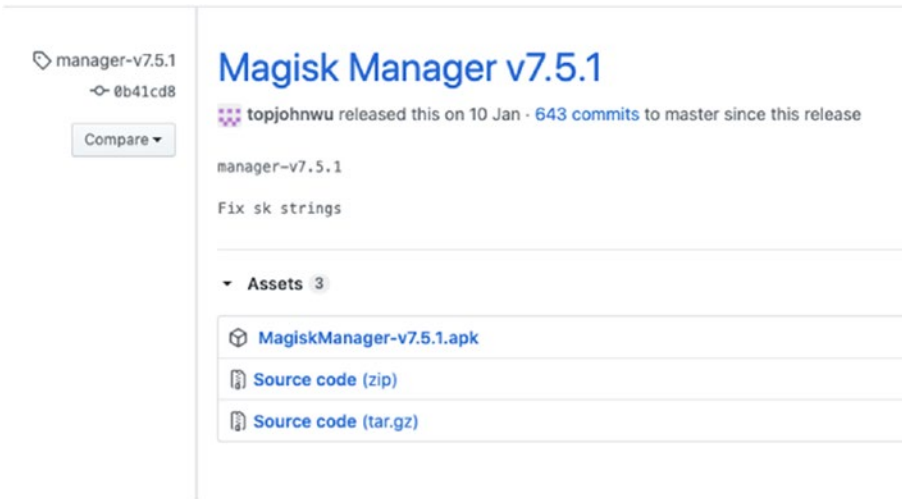 manager-v7.5.1
0b41cd8
Compare
Magisk Manager v7.5.1
topjohnwu released this on 10 Jan · 643 commits to master since this release
manager-v7.5.1
Fix sk strings
Assets 3
MagiskManager-v7.5.1.apk
Source code (zip)
Source code (tar.gz)